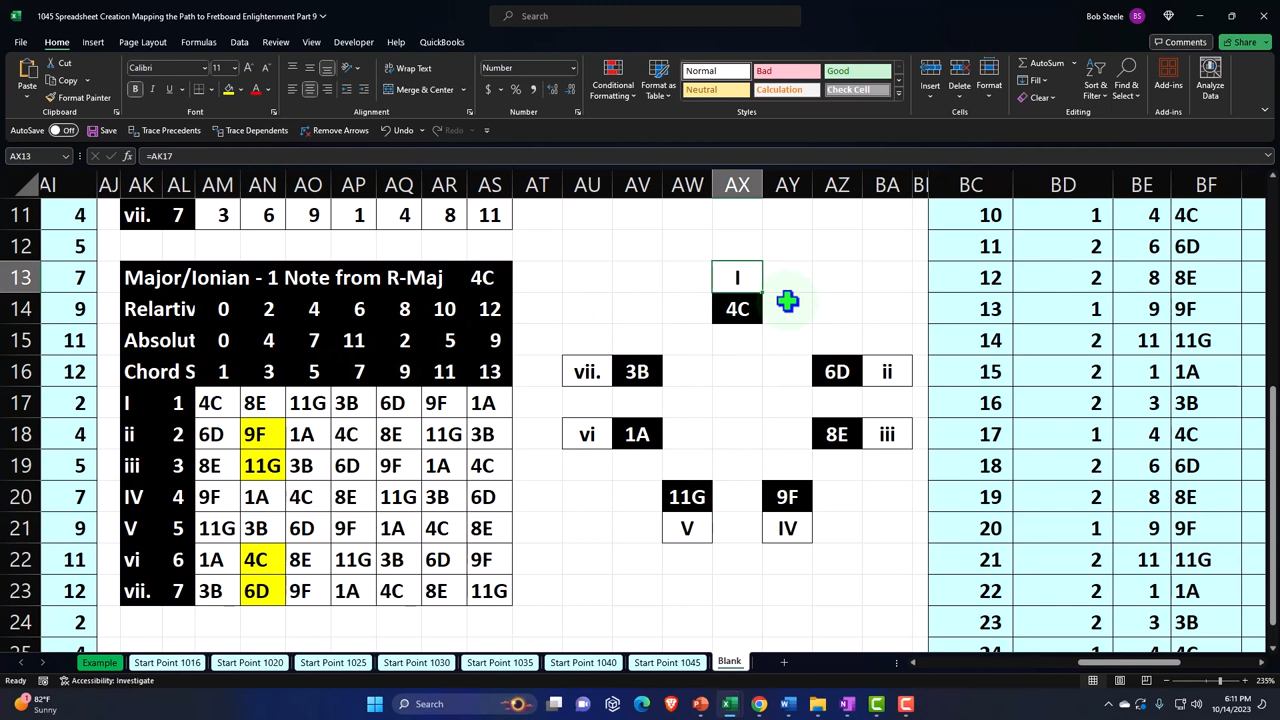 1045 Spreadsheet Creation Mapping the Path to Fretboard Enlightenment Part 9
Search
Bob Steele BS
File Home Insert Page Layout Formulas Data Review View Developer Help QuickBooks Comments Share
Paste Cut Copy Format Painter Clipboard
Calibri 11 B I U Font
Wrap Text Merge & Center Alignment
Number $ % Number
Conditional Formatting Format as Table
Normal Bad Good
Neutral Calculation Check Cell
Styles
Insert Delete Format Cells
AutoSum Fill Clear Sort & Filter Find & Select Editing
Add-ins Add-ins
Analyze Data
AutoSave Off Save Trace Precedents Trace Dependents Remove Arrows Undo Redo
AX13 fx =AK17
AI AJ AK AL AM AN AO AP AQ AR AS AT AU AV AW AX AY AZ BA BC BD BE BF
11 4 vii. 7 3 6 9 1 4 8 11 10 1 4 4C
12 5 11 2 6 6D
13 7 Major/Ionian - 1 Note from R-Maj 4C I 12 2 8 8E
14 9 Relartiv 0 2 4 6 8 10 12 4C 13 1 9 9F
15 11 Absolut 0 4 7 11 2 5 9 14 2 11 11G
16 12 Chord S 1 3 5 7 9 11 13 vii. 3B 6D ii 15 2 1 1A
17 2 I 1 4C 8E 11G 3B 6D 9F 1A 16 2 3 3B
18 4 ii 2 6D 9F 1A 4C 8E 11G 3B vi 1A 8E iii 17 1 4 4C
19 5 iii 3 8E 11G 3B 6D 9F 1A 4C 18 2 6 6D
20 7 IV 4 9F 1A 4C 8E 11G 3B 6D 11G 9F 19 2 8 8E
21 9 V 5 11G 3B 6D 9F 1A 4C 8E V IV 20 1 9 9F
22 11 vi 6 1A 4C 8E 11G 3B 6D 9F 21 2 11 11G
23 12 vii. 7 3B 6D 9F 1A 4C 8E 11G 22 2 1 1A
24 2 23 2 3 3B
Example Start Point 1016 Start Point 1020 Start Point 1025 Start Point 1030 Start Point 1035 Start Point 1040 Start Point 1045 Blank
Ready Accessibility: Investigate 235%
82°F
Sunny
Search
6:11 PM
10/14/2023